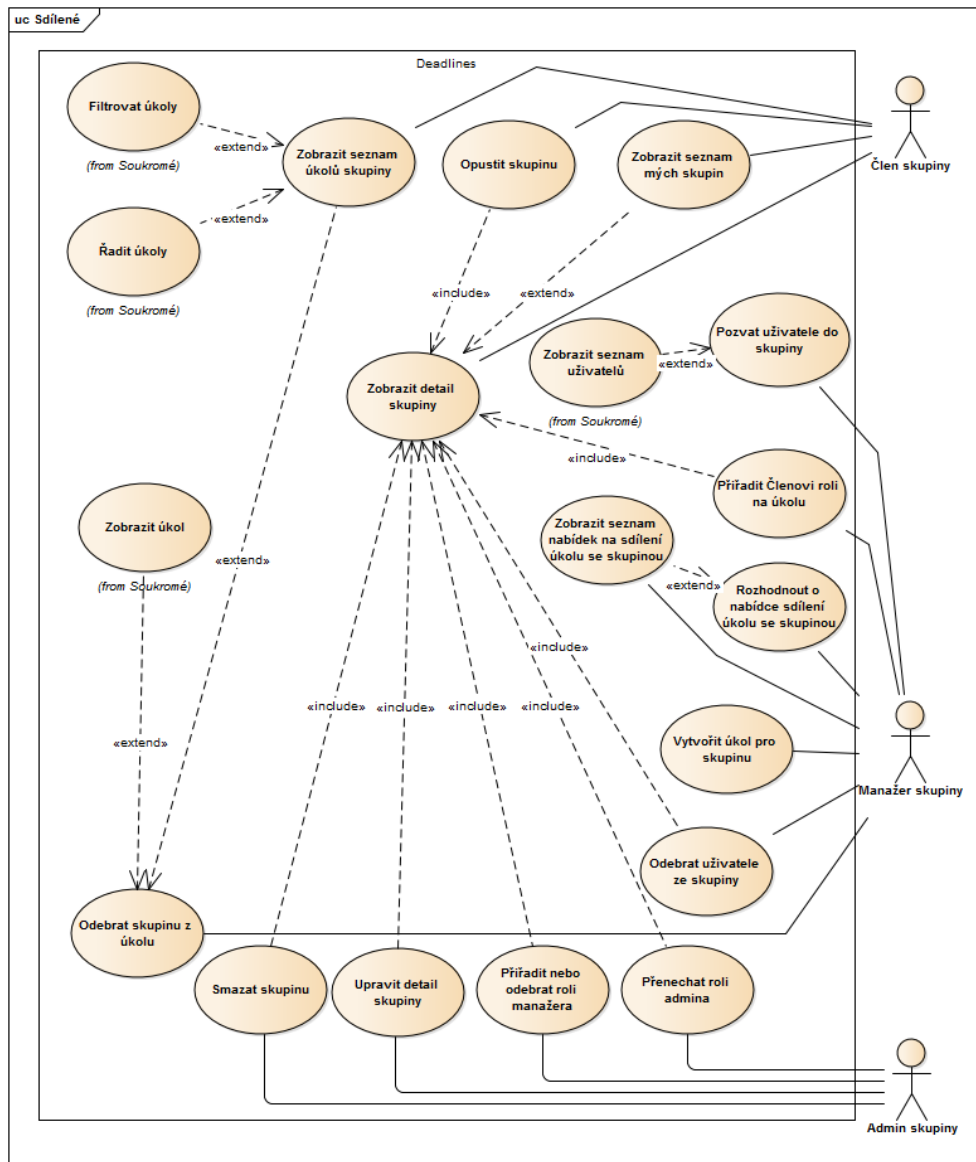 uc Sdílené
Deadlines
Filtrovat úkoly
(from Soukromé)
«extend»
Zobrazit seznam
úkolů skupiny
Opustit skupinu
Zobrazit seznam
mých skupin
Člen skupiny
Řadit úkoly
(from Soukromé)
«extend»
«include»
«extend»
Zobrazit detail
skupiny
Zobrazit seznam
uživatelů
(from Soukromé)
«extend»
Pozvat uživatele do
skupiny
«include»
Přiřadit Členovi roli
na úkolu
Zobrazit úkol
(from Soukromé)
«extend»
Zobrazit seznam
nabídek na sdílení
úkolu se skupinou
«extend»
Rozhodnout o
nabídce sdílení
úkolu se skupinou
«include»
«include»
«include»
«include»
«include»
«extend»
Vytvořit úkol pro
skupinu
Manažer skupiny
Odebrat uživatele
ze skupiny
Odebrat skupinu z
úkolu
Smazat skupinu
Upravit detail
skupiny
Přířadit nebo
odebrat roli
manažera
Přenechat roli
admina
Admin skupiny